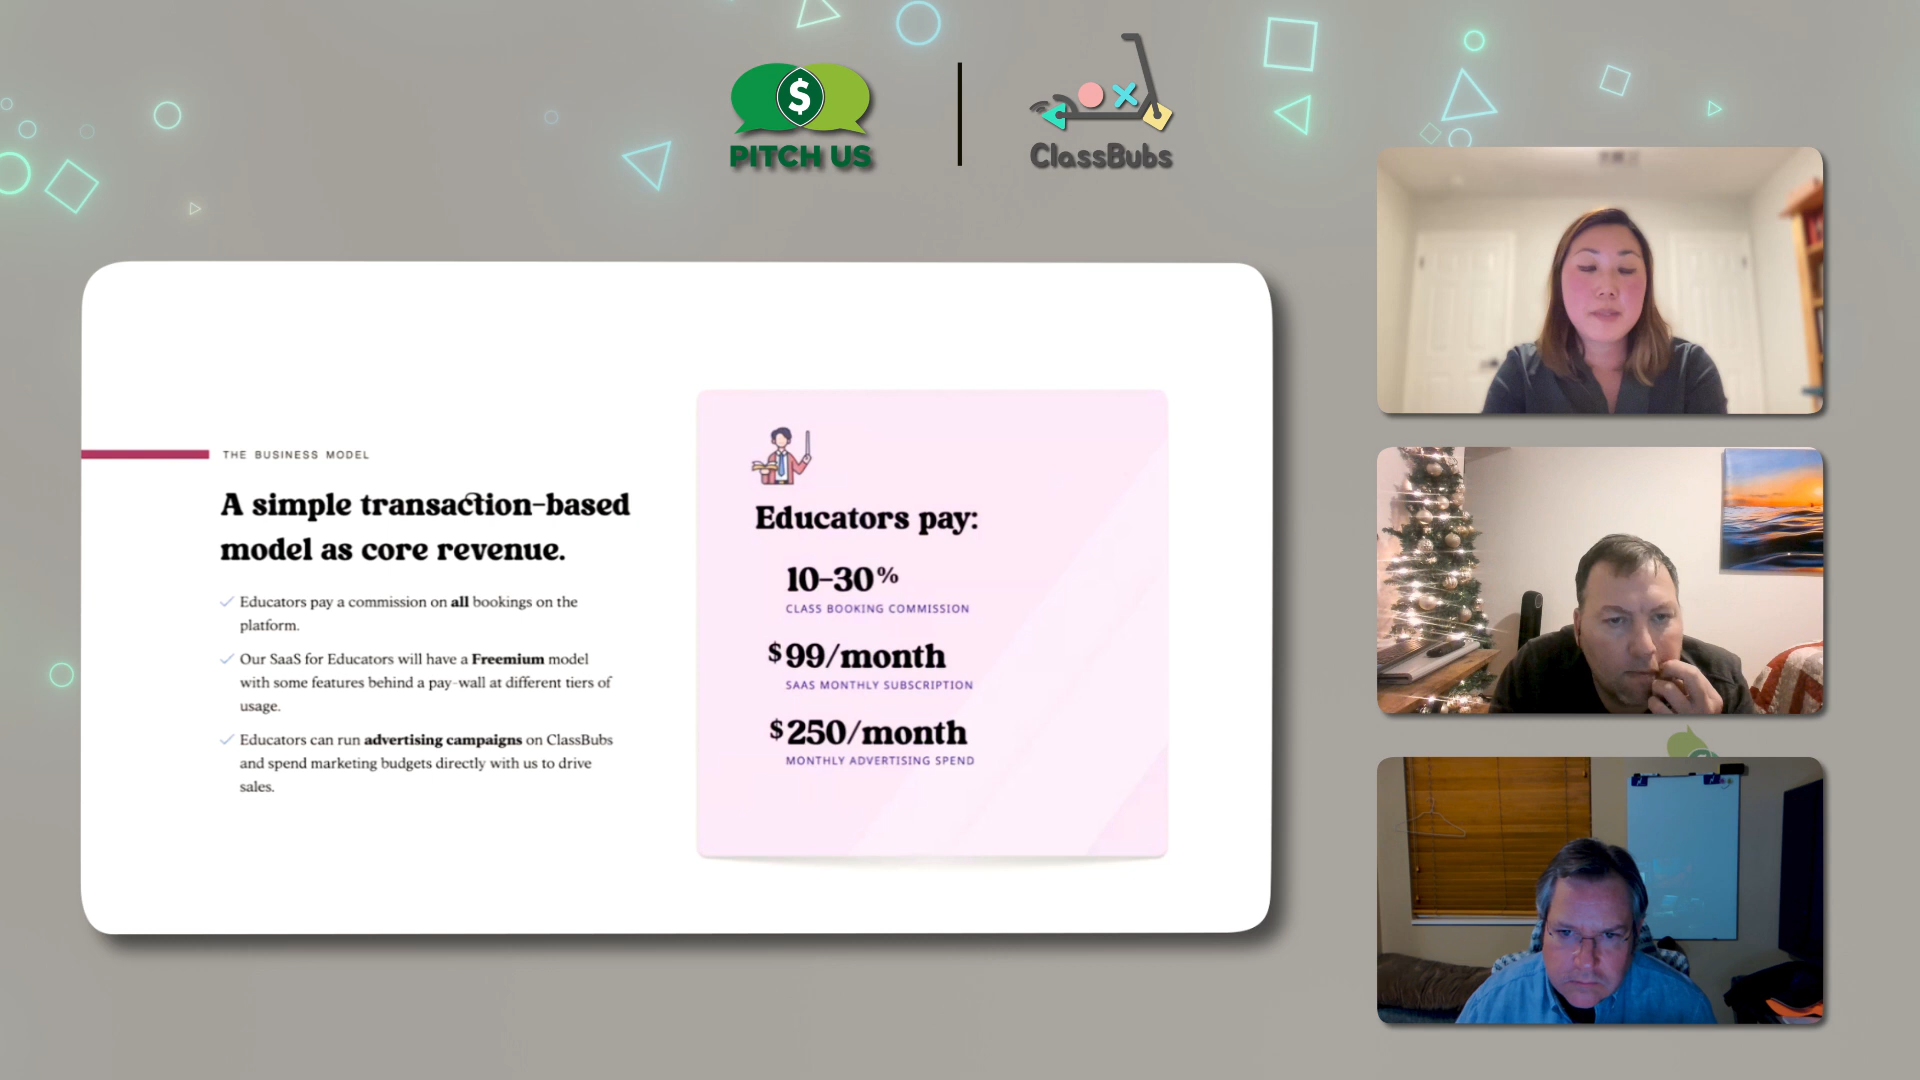 $
PITCH US
ClassBubs
THE BUSINESS MODEL
A simple transaction-based
model as core revenue.
Educators pay a commission on all bookings on the
platform.
Our SaaS for Educators will have a Freemium model
with some features behind a pay-wall at different tiers of
usage.
Educators can run advertising campaigns on ClassBubs
and spend marketing budgets directly with us to drive
sales.
Educators pay:
10-30%
CLASS BOOKING COMMISSION
$99/month
SAAS MONTHLY SUBSCRIPTION
$250/month
MONTHLY ADVERTISING SPEND